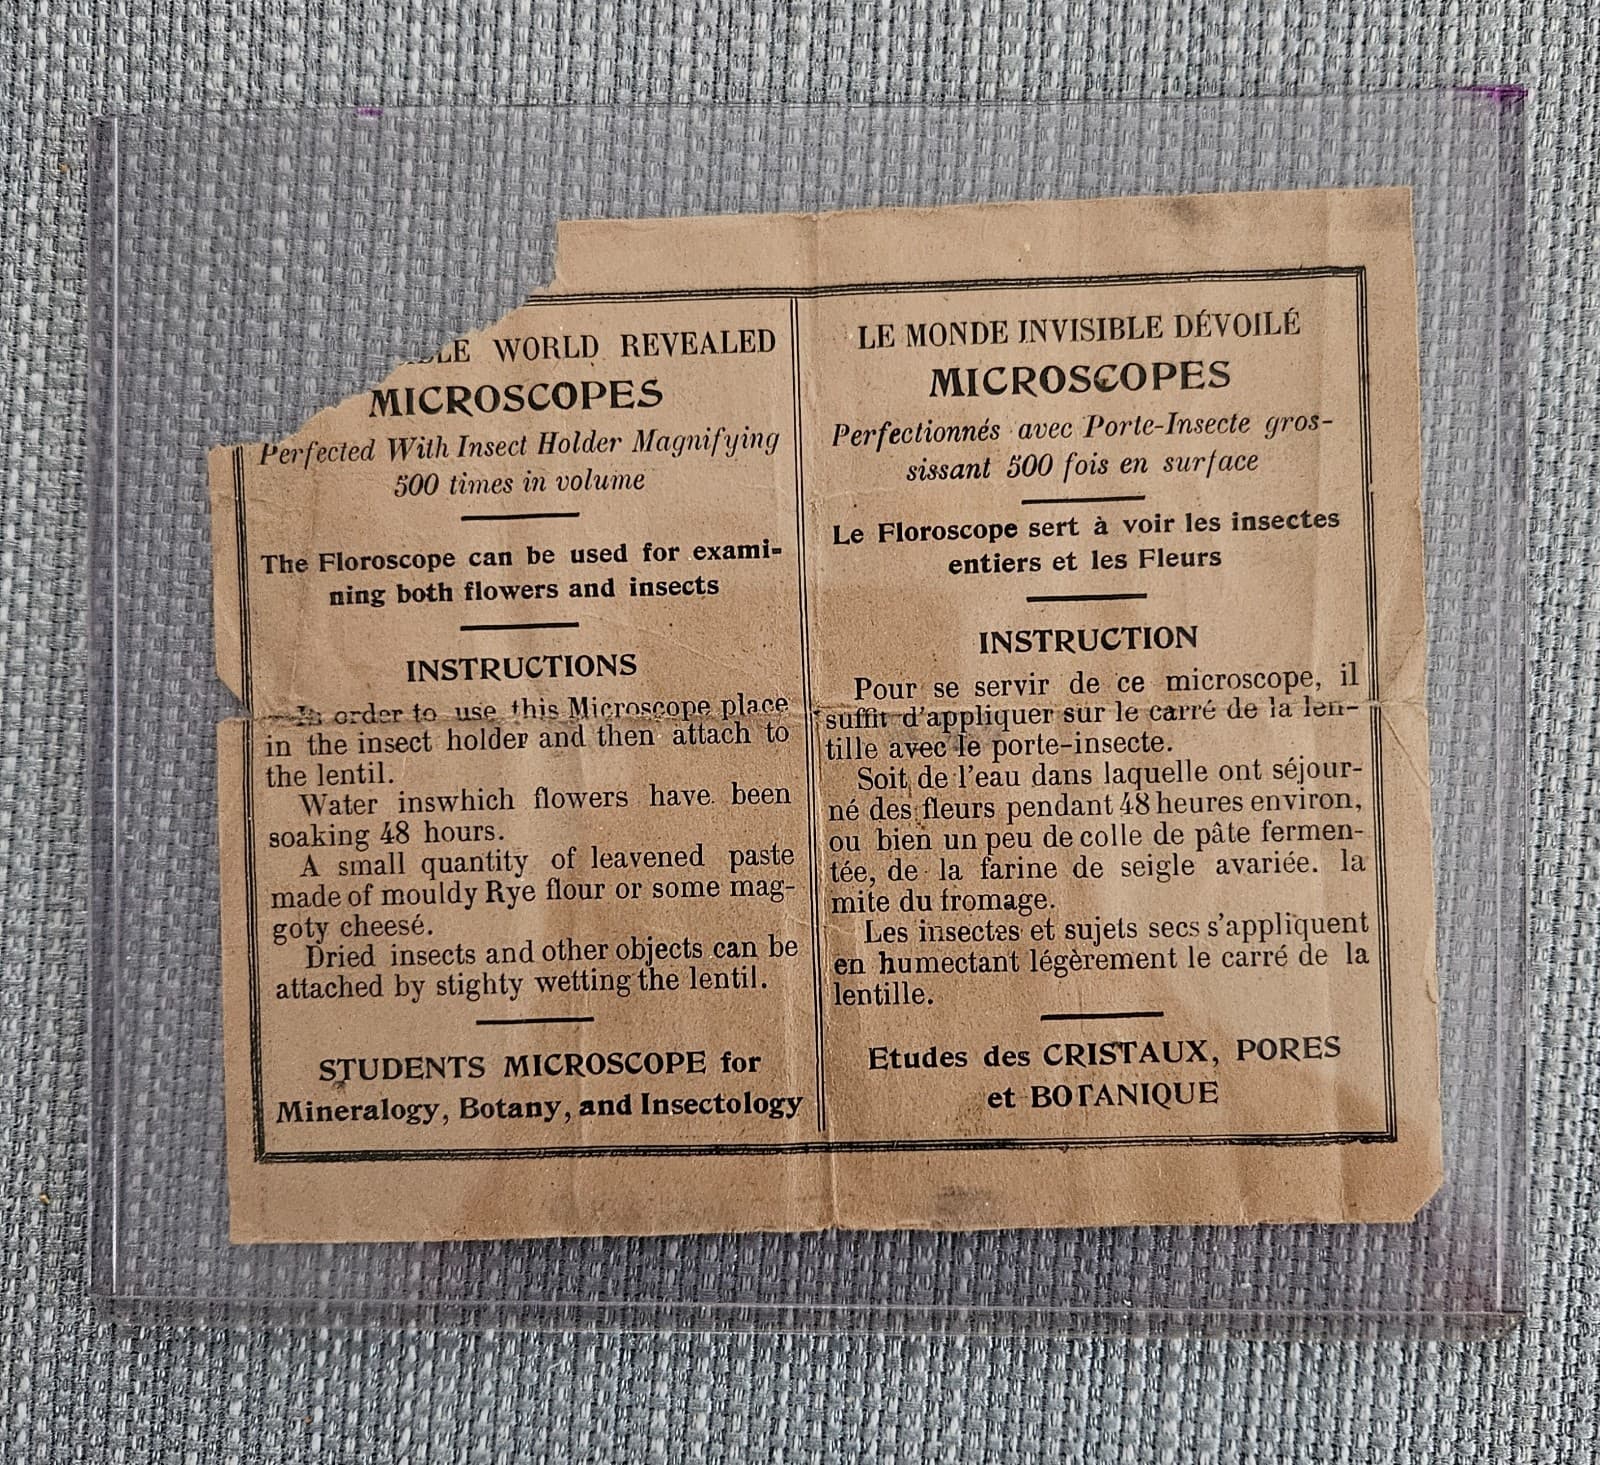 WORLD REVEALED
MICROSCOPES
Perfected With Insect Holder Magnifying
500 times in volume
The Floroscope can be used for exami-
ning both flowers and insects
INSTRUCTIONS
In order to use this Microscope place
in the insect holder and then attach to
the lentil.
Water inswhich flowers have been
soaking 48 hours.
A small quantity of leavened paste
made of mouldy Rye flour or some mag-
goty cheesé.
Dried insects and other objects can be
attached by stighty wetting the lentil.
STUDENTS MICROSCOPE for
Mineralogy, Botany, and Insectology
LE MONDE INVISIBLE DÉVOILÉ
MICROSCOPES
Perfectionnés avec Porte-Insecte gros-
sissant 500 fois en surface
Le Floroscope sert à voir les insectes
entiers et les Fleurs
INSTRUCTION
Pour se servir de ce microscope, il
suffit d'appliquer sur le carré de la len-
tille avec le porte-insecte.
Soit de l'eau dans laquelle ont séjour-
né des fleurs pendant 48 heures environ,
ou bien un peu de colle de pâte fermen-
tée, de la farine de seigle avariée. la
mite du fromage.
Les insectes et sujets secs s'appliquent
en humectant légèrement le carré de la
lentille.
Etudes des CRISTAUX, PORES
et BOTANIQUE